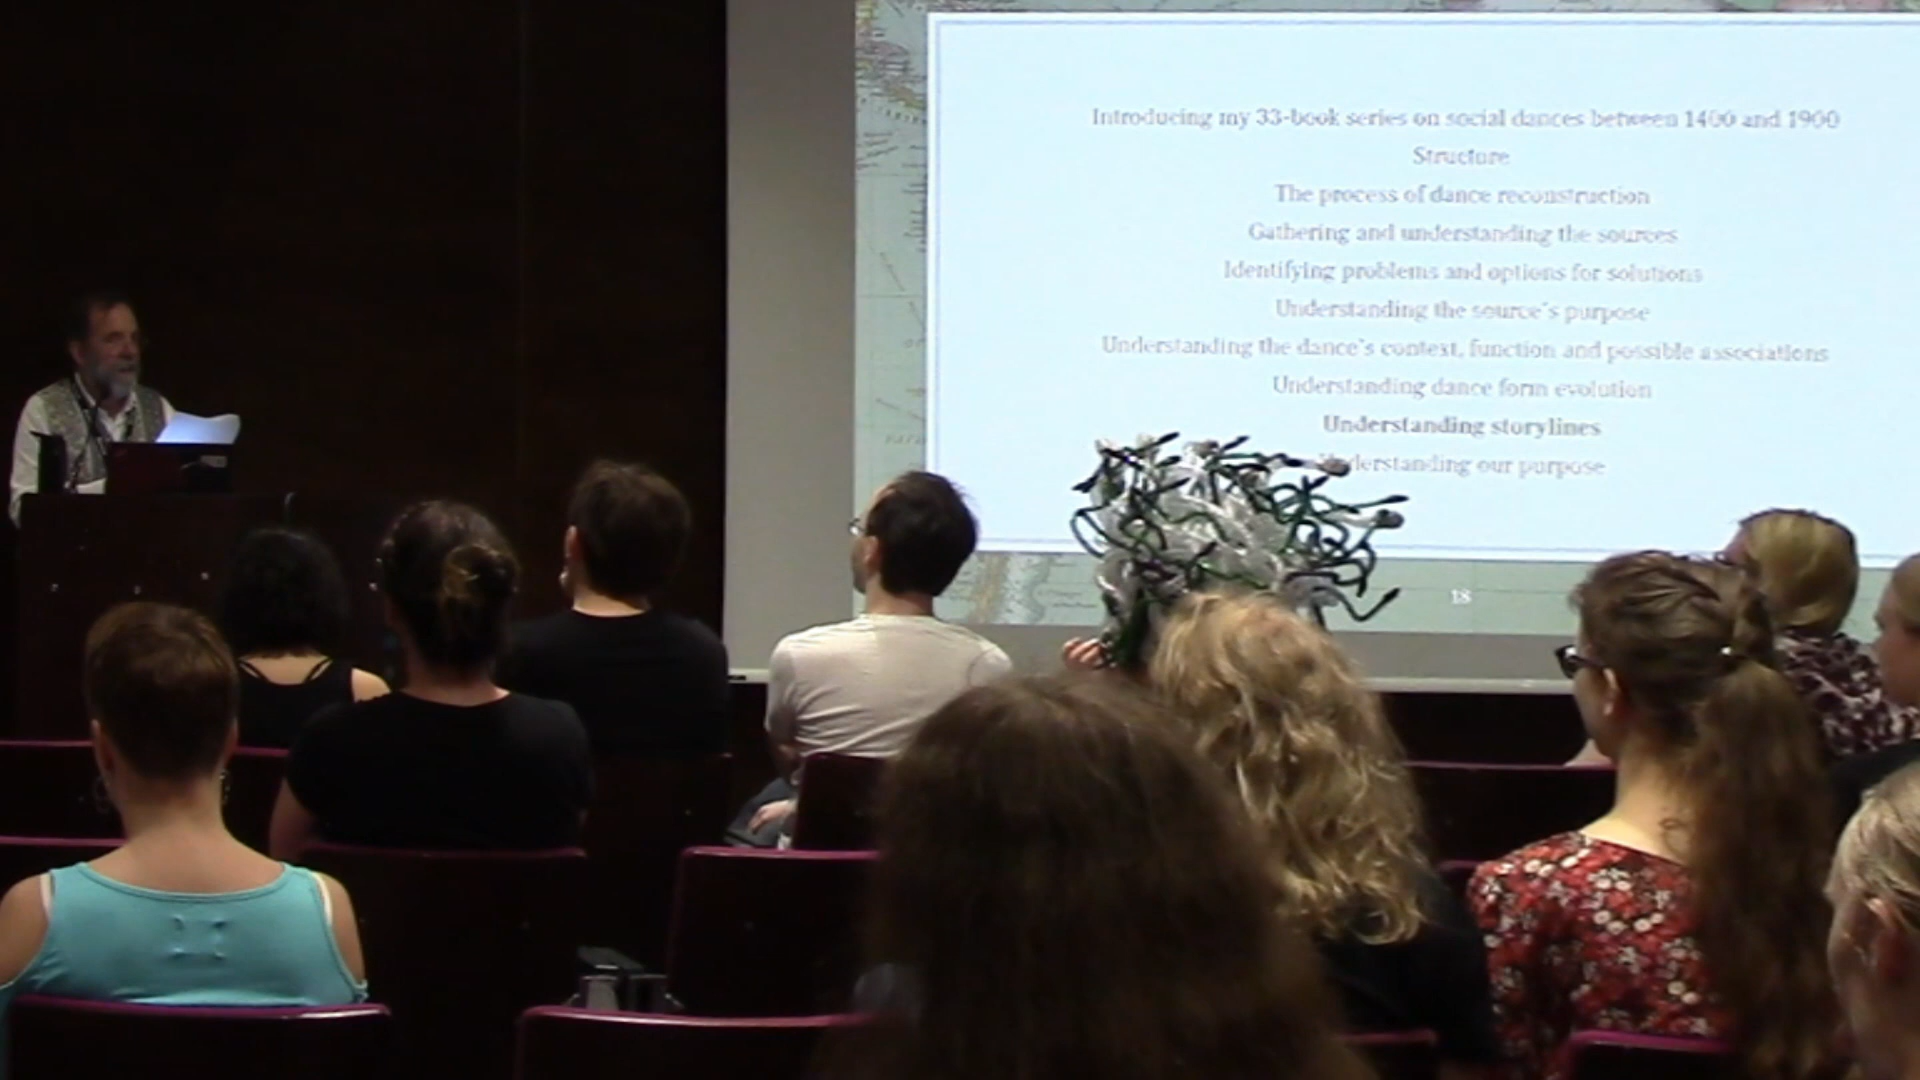 Introducing my 33-book series on social dances between 1400 and 1900
Structure
The process of dance reconstruction
Gathering and understanding the sources
Identifying problems and options for solutions
Understanding the source's purpose
Understanding the dance's context, function and possible associations
Understanding dance form evolution
Understanding storylines
Understanding our purpose
18